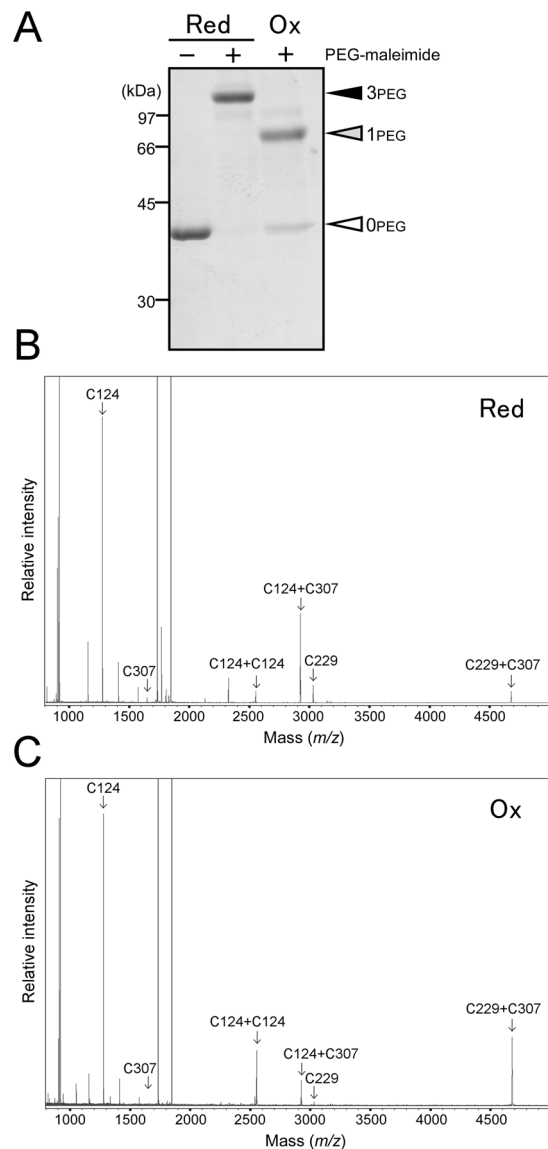 A
Red Ox
− + + PEG-maleimide
(kDa)
97
66
45
30
3PEG
1PEG
0PEG
B
Red
C124
C307
C124+C124
C124+C307
C229
C229+C307
Relative intensity
1000 1500 2000 2500 3000 3500 4000 4500
Mass (m/z)
C
Ox
C124
C307
C124+C124
C124+C307
C229
C229+C307
Relative intensity
1000 1500 2000 2500 3000 3500 4000 4500
Mass (m/z)